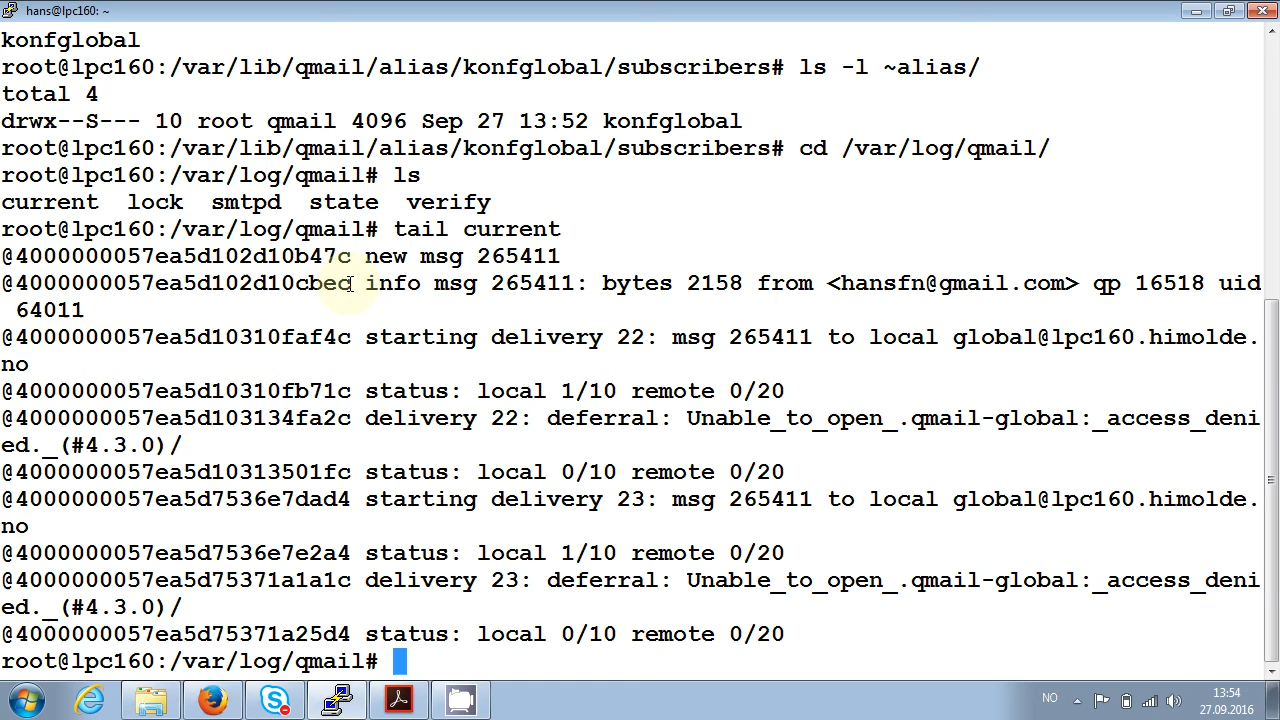 hans@lpc160: ~
konfglobal
root@lpc160:/var/lib/qmail/alias/konfglobal/subscribers# ls -l ~alias/
total 4
drwx--S--- 10 root qmail 4096 Sep 27 13:52 konfglobal
root@lpc160:/var/lib/qmail/alias/konfglobal/subscribers# cd /var/log/qmail/
root@lpc160:/var/log/qmail# ls
current  lock  smtpd  state  verify
root@lpc160:/var/log/qmail# tail current
@4000000057ea5d102d10b47c new msg 265411
@4000000057ea5d102d10cbec info msg 265411: bytes 2158 from <hansfn@gmail.com> qp 16518 uid
 64011
@4000000057ea5d10310faf4c starting delivery 22: msg 265411 to local global@lpc160.himolde.
no
@4000000057ea5d10310fb71c status: local 1/10 remote 0/20
@4000000057ea5d103134fa2c delivery 22: deferral: Unable_to_open_.qmail-global:_access_deni
ed._(#4.3.0)/
@4000000057ea5d10313501fc status: local 0/10 remote 0/20
@4000000057ea5d7536e7dad4 starting delivery 23: msg 265411 to local global@lpc160.himolde.
no
@4000000057ea5d7536e7e2a4 status: local 1/10 remote 0/20
@4000000057ea5d75371a1a1c delivery 23: deferral: Unable_to_open_.qmail-global:_access_deni
ed._(#4.3.0)/
@4000000057ea5d75371a25d4 status: local 0/10 remote 0/20
root@lpc160:/var/log/qmail#
NO
13:54
27.09.2016